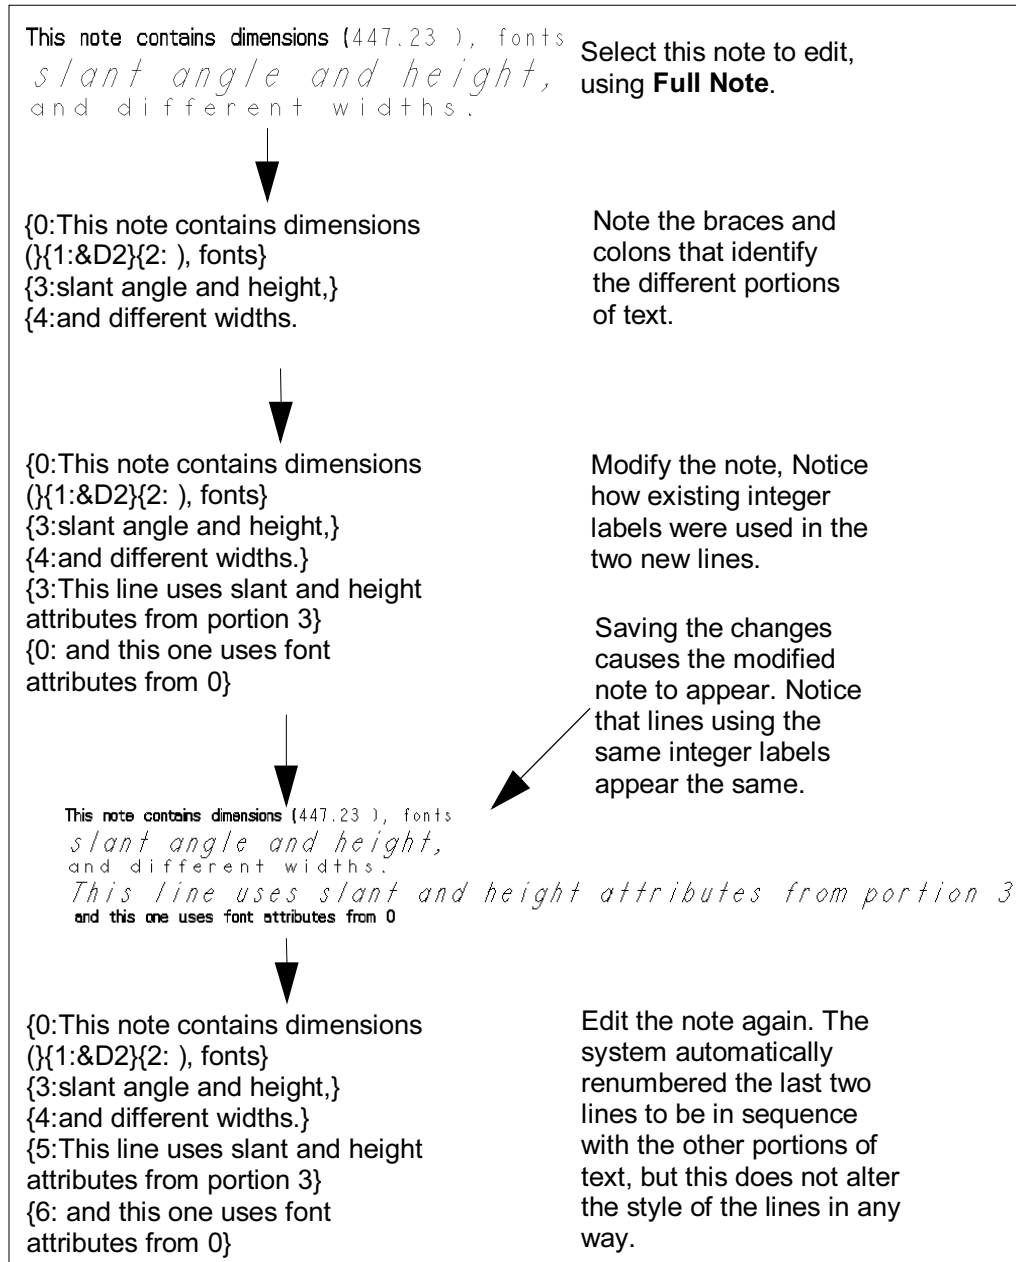 This note contains dimensions (447.23 ), fonts
slant angle and height,
and different widths.
Select this note to edit,
using Full Note.
{0:This note contains dimensions
(}{1:&D2}{2: ), fonts}
{3:slant angle and height,}
{4:and different widths.
Note the braces and
colons that identify
the different portions
of text.
{0:This note contains dimensions
(}{1:&D2}{2: ), fonts}
{3:slant angle and height,}
{4:and different widths.}
{3:This line uses slant and height
attributes from portion 3}
{0: and this one uses font
attributes from 0}
Modify the note, Notice
how existing integer
labels were used in the
two new lines.
Saving the changes
causes the modified
note to appear. Notice
that lines using the
same integer labels
appear the same.
This note contains dimensions (447.23 ), fonts
slant angle and height,
and different widths.
This line uses slant and height attributes from portion 3
and this one uses font attributes from 0
{0:This note contains dimensions
(}{1:&D2}{2: ), fonts}
{3:slant angle and height,}
{4:and different widths.}
{5:This line uses slant and height
attributes from portion 3}
{6: and this one uses font
attributes from 0}
Edit the note again. The
system automatically
renumbered the last two
lines to be in sequence
with the other portions of
text, but this does not alter
the style of the lines in any
way.